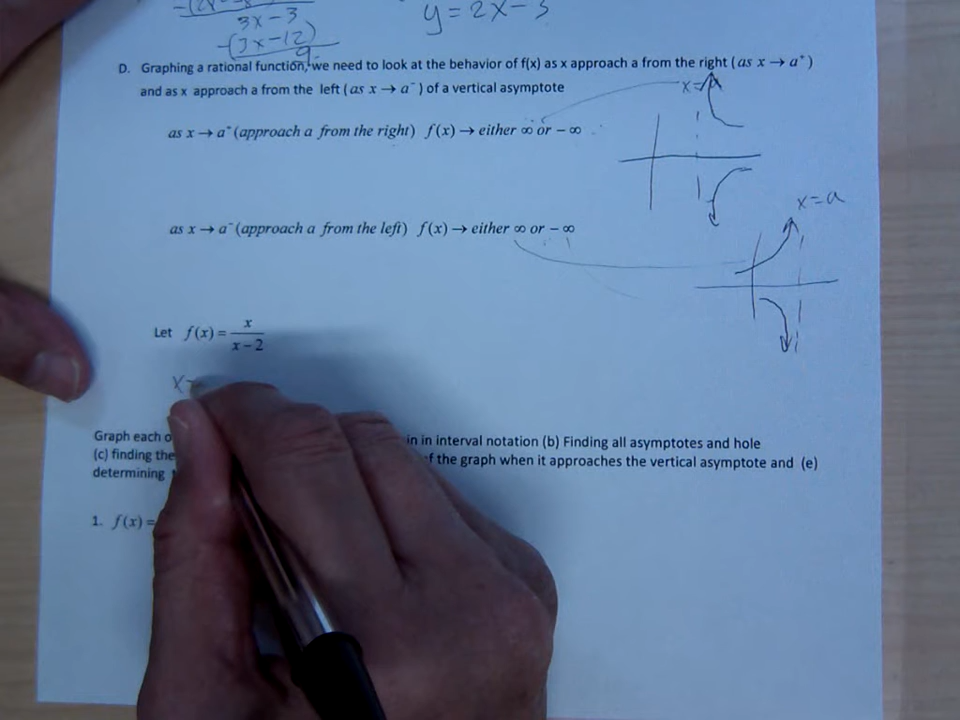 3x-3
-(3x-12)
9
y = 2x-3
D. Graphing a rational function, we need to look at the behavior of f(x) as x approach a from the right (as x → a⁺)
and as x approach a from the left (as x → a⁻) of a vertical asymptote
x=a
as x → a⁺ (approach a from the right) f(x) → either ∞ or −∞
x=a
as x → a⁻ (approach a from the left) f(x) → either ∞ or −∞
Let f(x) = x/(x−2)
x=
Graph each in interval notation (b) Finding all asymptotes and hole
(c) finding the of the graph when it approaches the vertical asymptote and (e)
determining
1. f(x) =